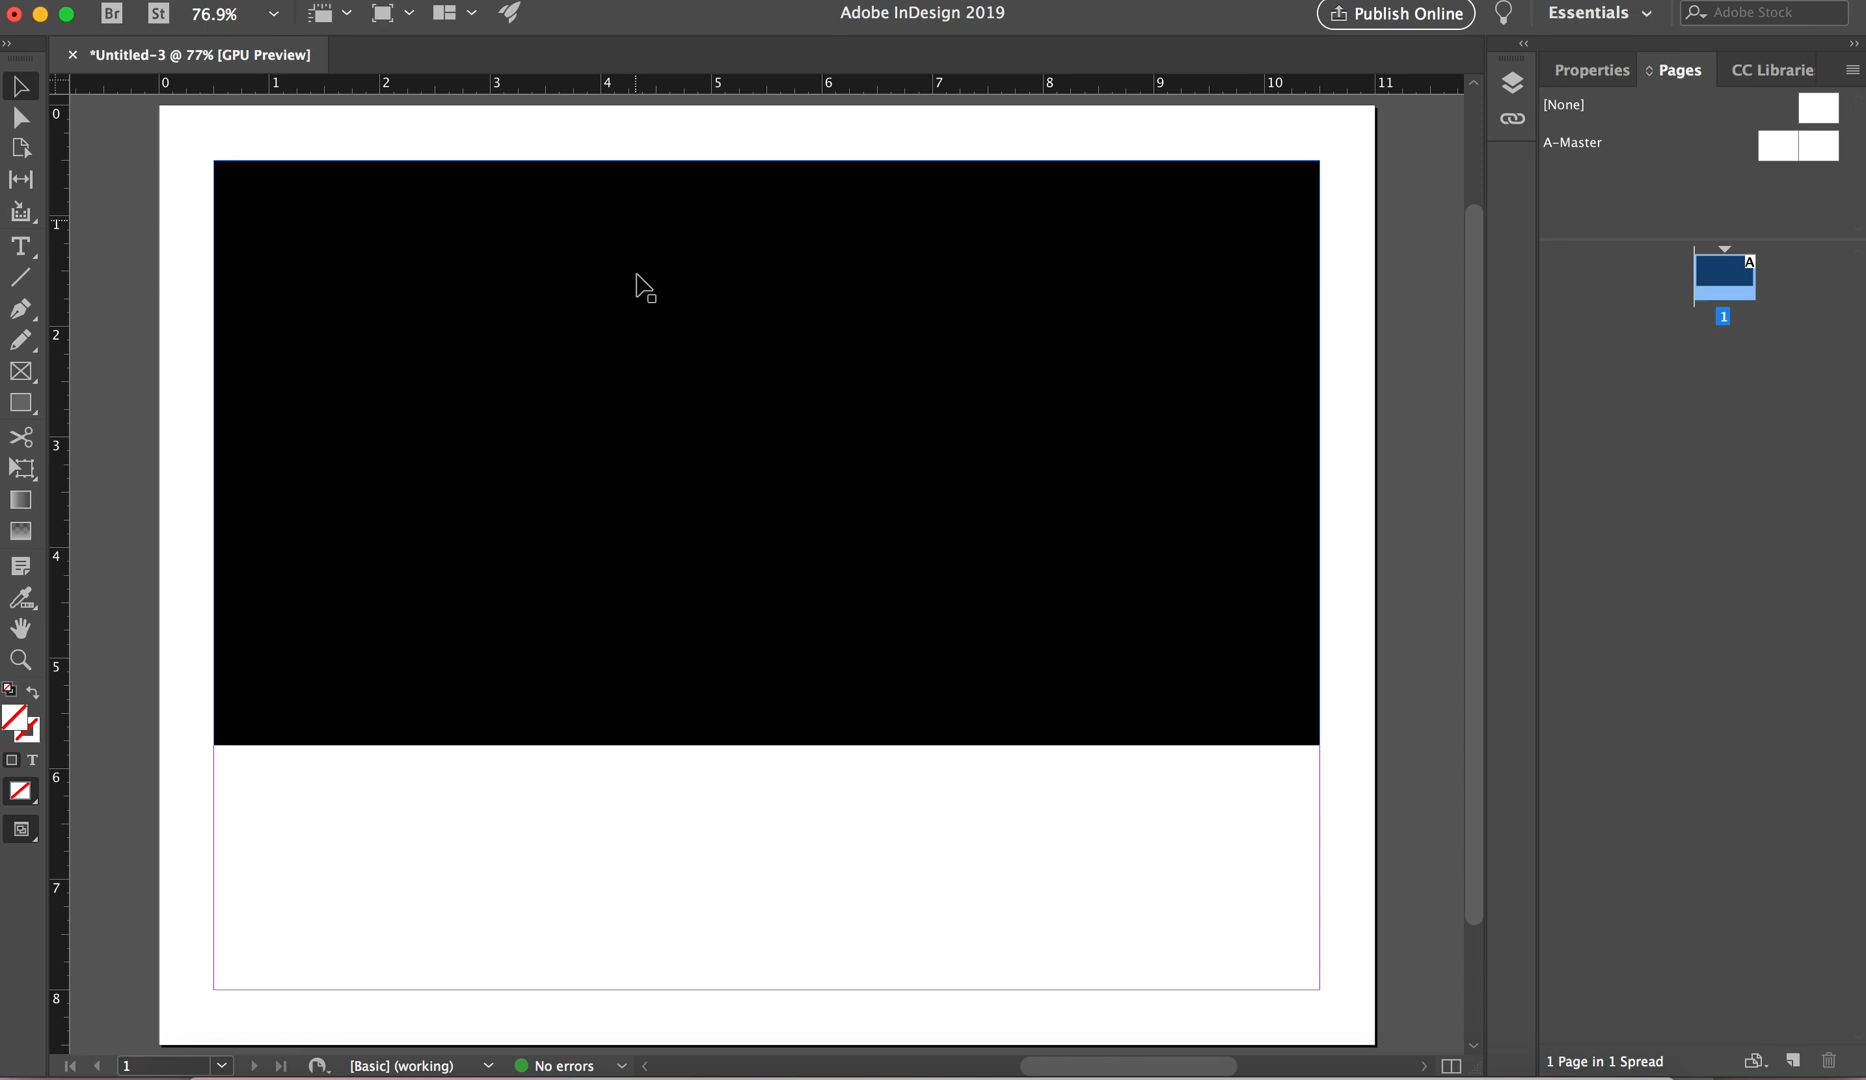 Br St 76.9% Adobe InDesign 2019 Publish Online Essentials Adobe Stock
*Untitled-3 @ 77% [GPU Preview]
Properties Pages CC Librarie
0 1 2 3 4 5 6 7 8 9 10 11
[None]
A-Master
0
1
2
3
4
5
6
7
8
A
1
T
T
1 [Basic] (working) No errors
1 Page in 1 Spread